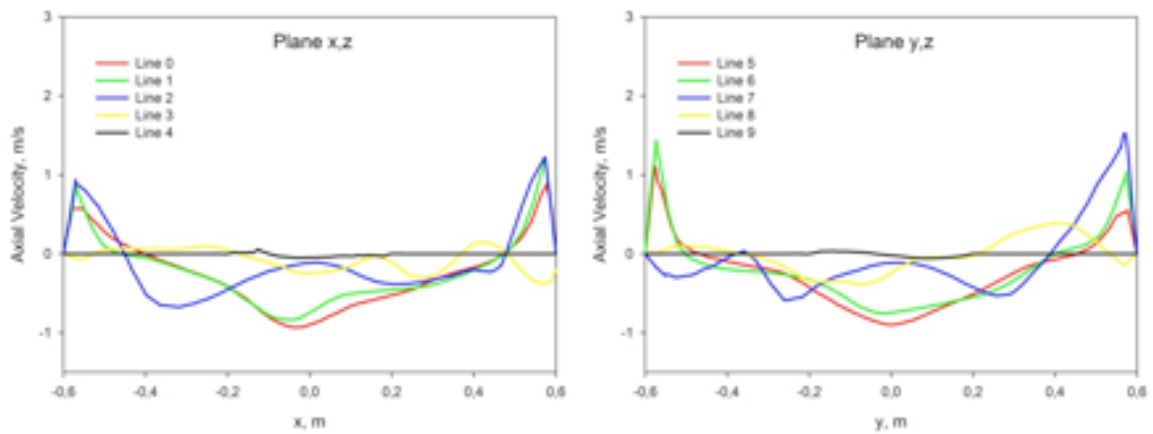 3
Plane x,z
Line 0
Line 1
2
Line 2
Line 3
Line 4
Axial Velocity, m/s
1
0
-1
-0,6
-0,4
-0,2
0,0
0,2
0,4
0,6
x, m
3
Plane y,z
Line 5
Line 6
2
Line 7
Line 8
Line 9
Axial Velocity, m/s
1
0
-1
-0,6
-0,4
-0,2
0,0
0,2
0,4
0,6
y, m